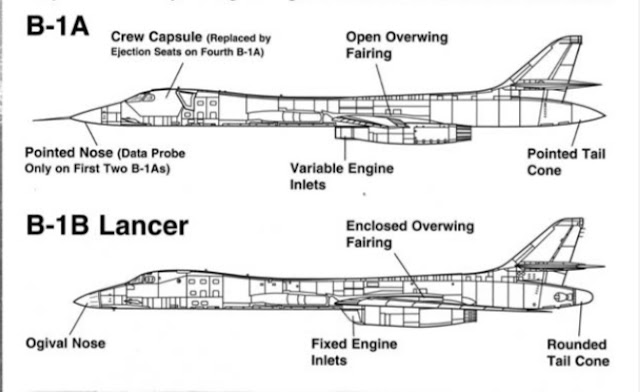 B-1A
Crew Capsule (Replaced by
Ejection Seats on Fourth B-1A)
Open Overwing
Fairing
Pointed Nose (Data Probe
Only on First Two B-1As)
Variable Engine
Inlets
Pointed Tail
Cone
B-1B Lancer
Enclosed Overwing
Fairing
Ogival Nose
Fixed Engine
Inlets
Rounded
Tail Cone